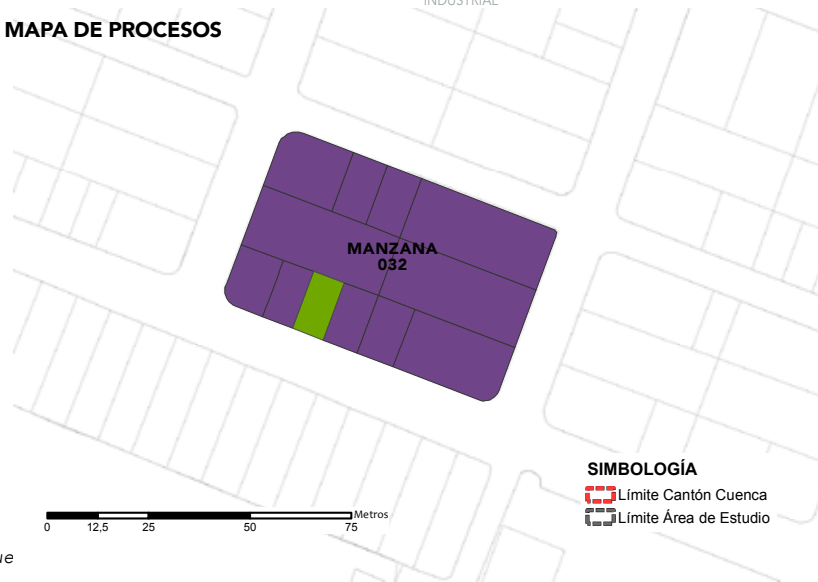 INDUSTRIAL
MAPA DE PROCESOS
MANZANA
032
SIMBOLOGÍA
Límite Cantón Cuenca
Límite Área de Estudio
Metros
0 12,5 25 50 75
ue